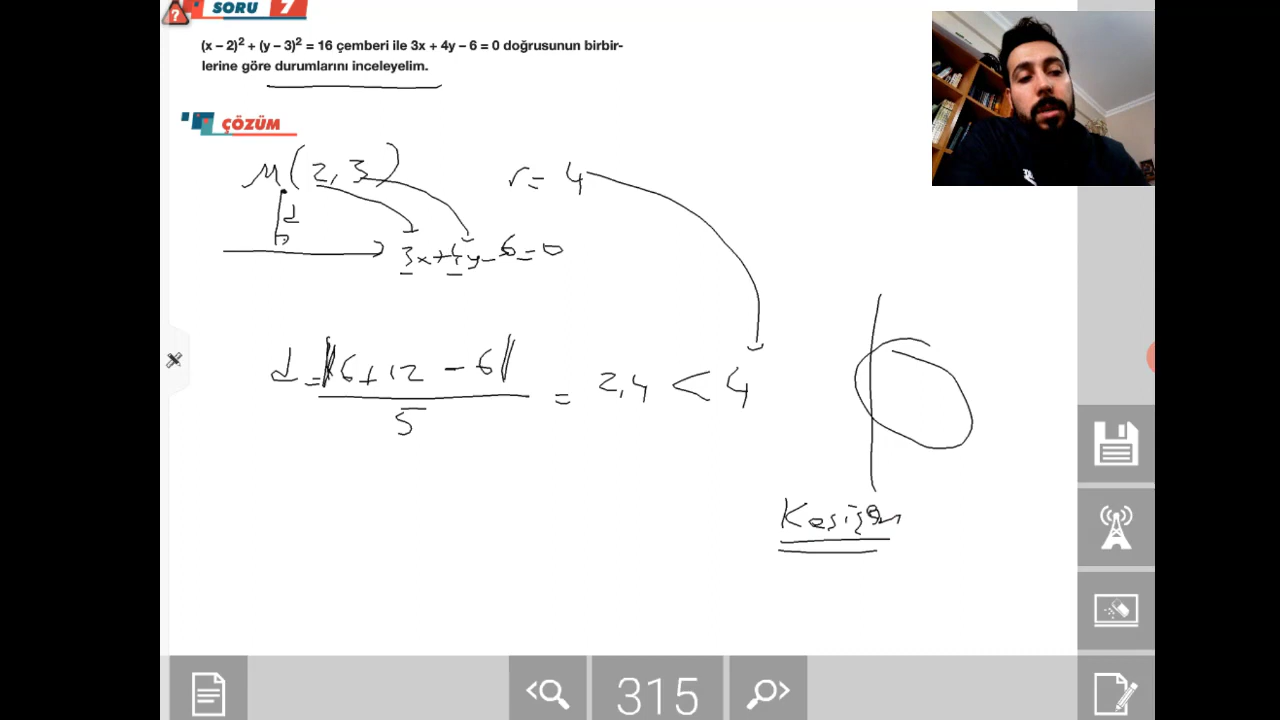 SORU 7
(x – 2)² + (y – 3)² = 16 çemberi ile 3x + 4y – 6 = 0 doğrusunun birbir-
lerine göre durumlarını inceleyelim.
ÇÖZÜM
M(2, 3) r = 4
d
3x+4y-6=0
d = |6+12-6| / 5 = 2,4 < 4
Kesişen
315